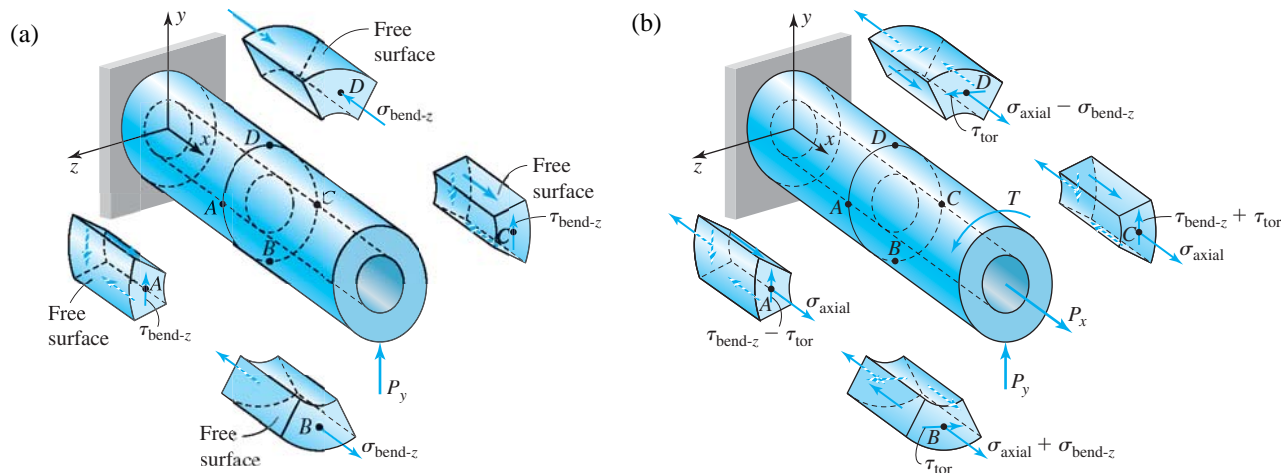 (a)
y
Free
surface
D
σbend-z
z
x
D
A
C
B
Free
surface
C
τbend-z
A
Free
surface
τbend-z
Py
Free
surface
B
σbend-z
(b)
y
D
σaxial − σbend-z
τtor
z
x
D
A
C
B
T
C
τbend-z + τtor
σaxial
A
σaxial
τbend-z − τtor
Px
Py
B
τtor
σaxial + σbend-z